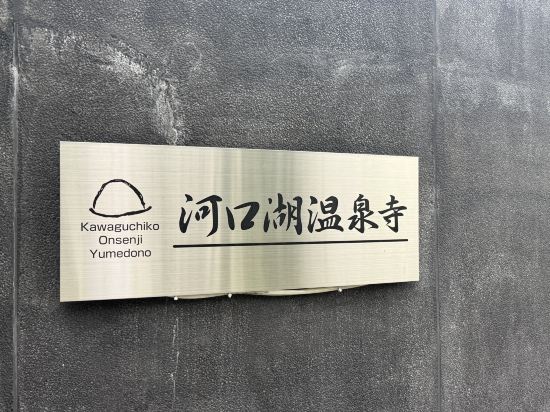 Kawaguchiko
Onsenji
Yumedono
河口湖温泉寺